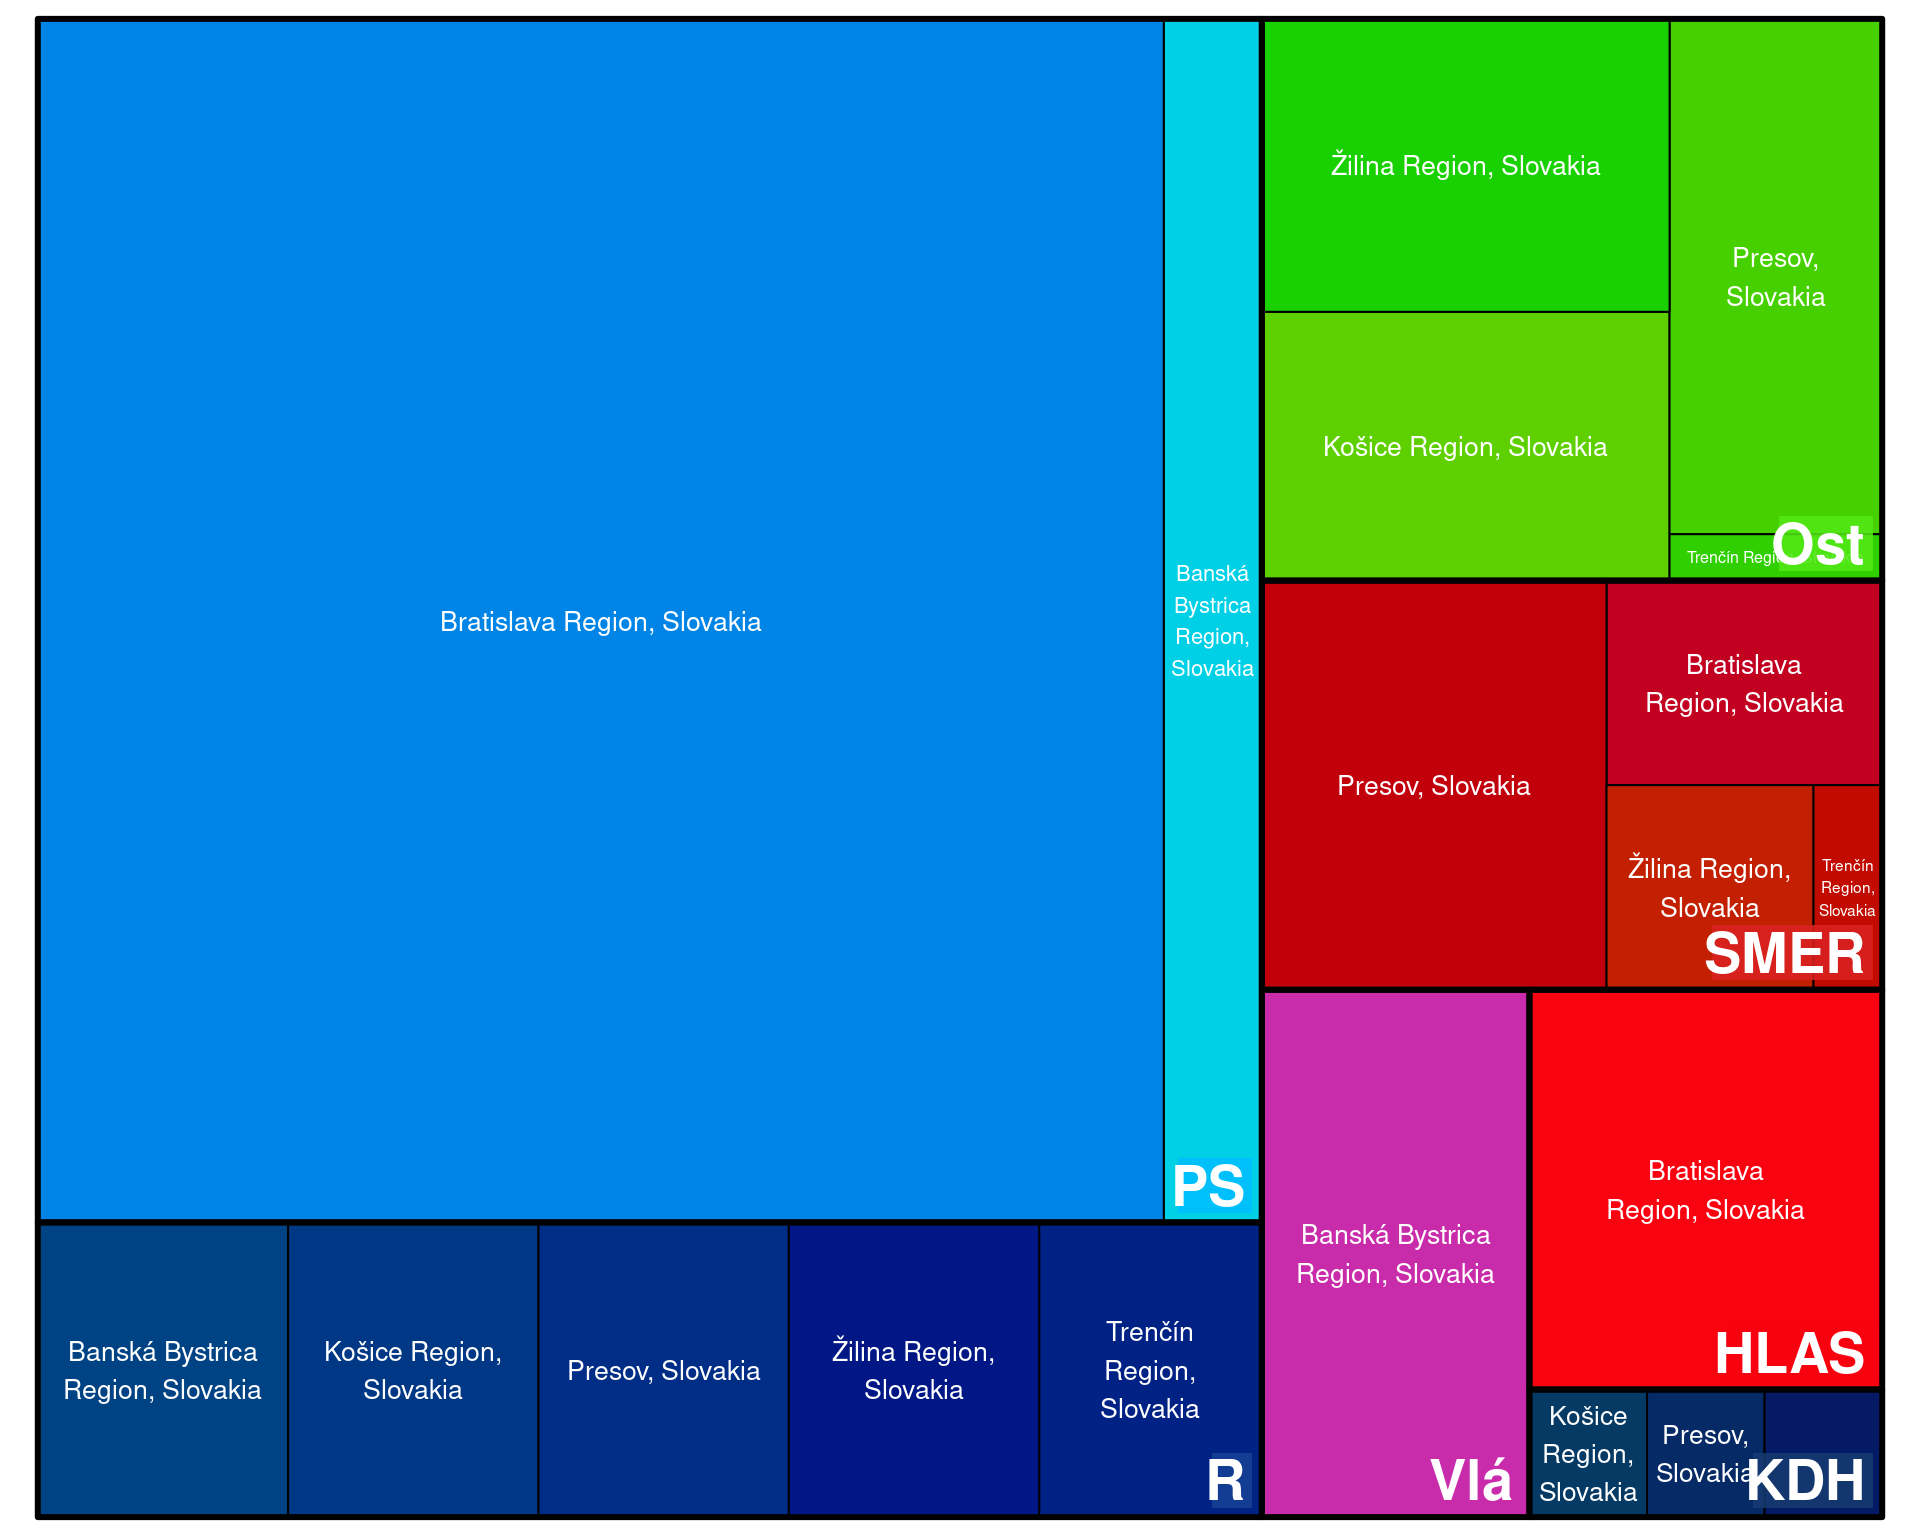 Bratislava Region, Slovakia
Banská
Bystrica
Region,
Slovakia
PS
Banská Bystrica
Region, Slovakia
Košice Region,
Slovakia
Presov, Slovakia
Žilina Region,
Slovakia
Trenčín
Region,
Slovakia
R
Žilina Region, Slovakia
Košice Region, Slovakia
Presov,
Slovakia
Trenčín
Ost
Presov, Slovakia
Bratislava
Region, Slovakia
Žilina Region,
Slovakia
Trenčín
Region,
Slovakia
SMER
Banská Bystrica
Region, Slovakia
Vlá
Bratislava
Region, Slovakia
HLAS
Košice
Region,
Slovakia
Presov,
Slovakia
KDH